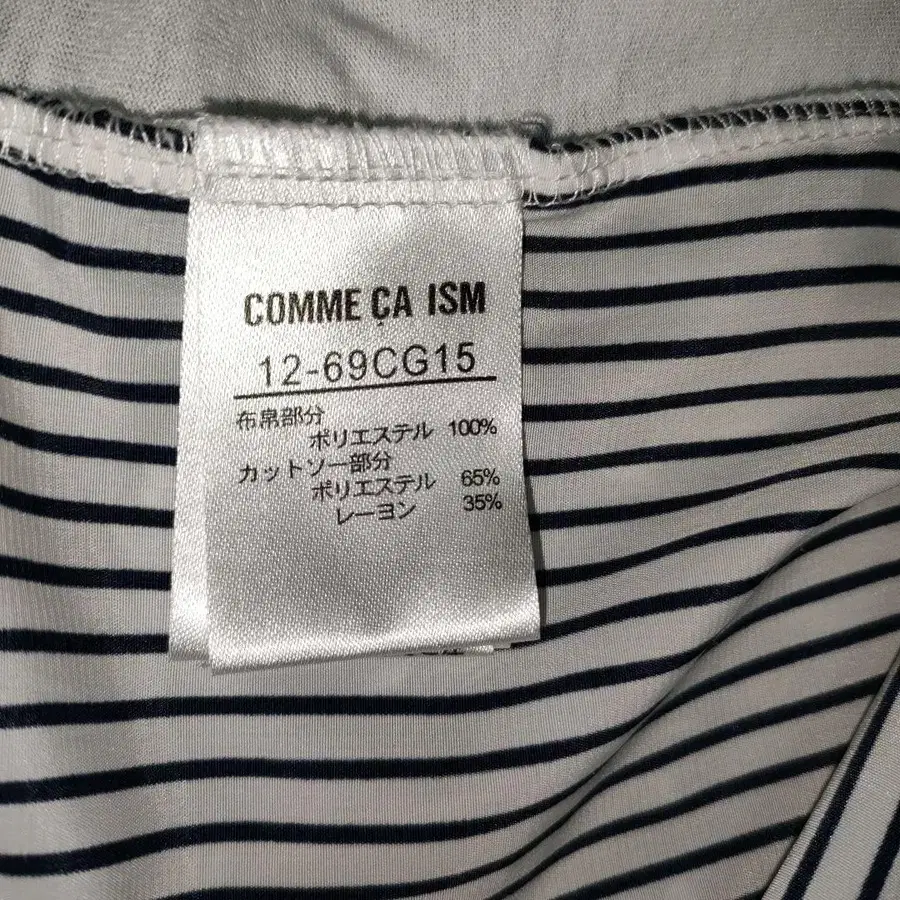 COMME ÇA ISM
12-69CG15
布帛部分
ポリエステル 100%
カットソー部分
ポリエステル 65%
レーヨン 35%